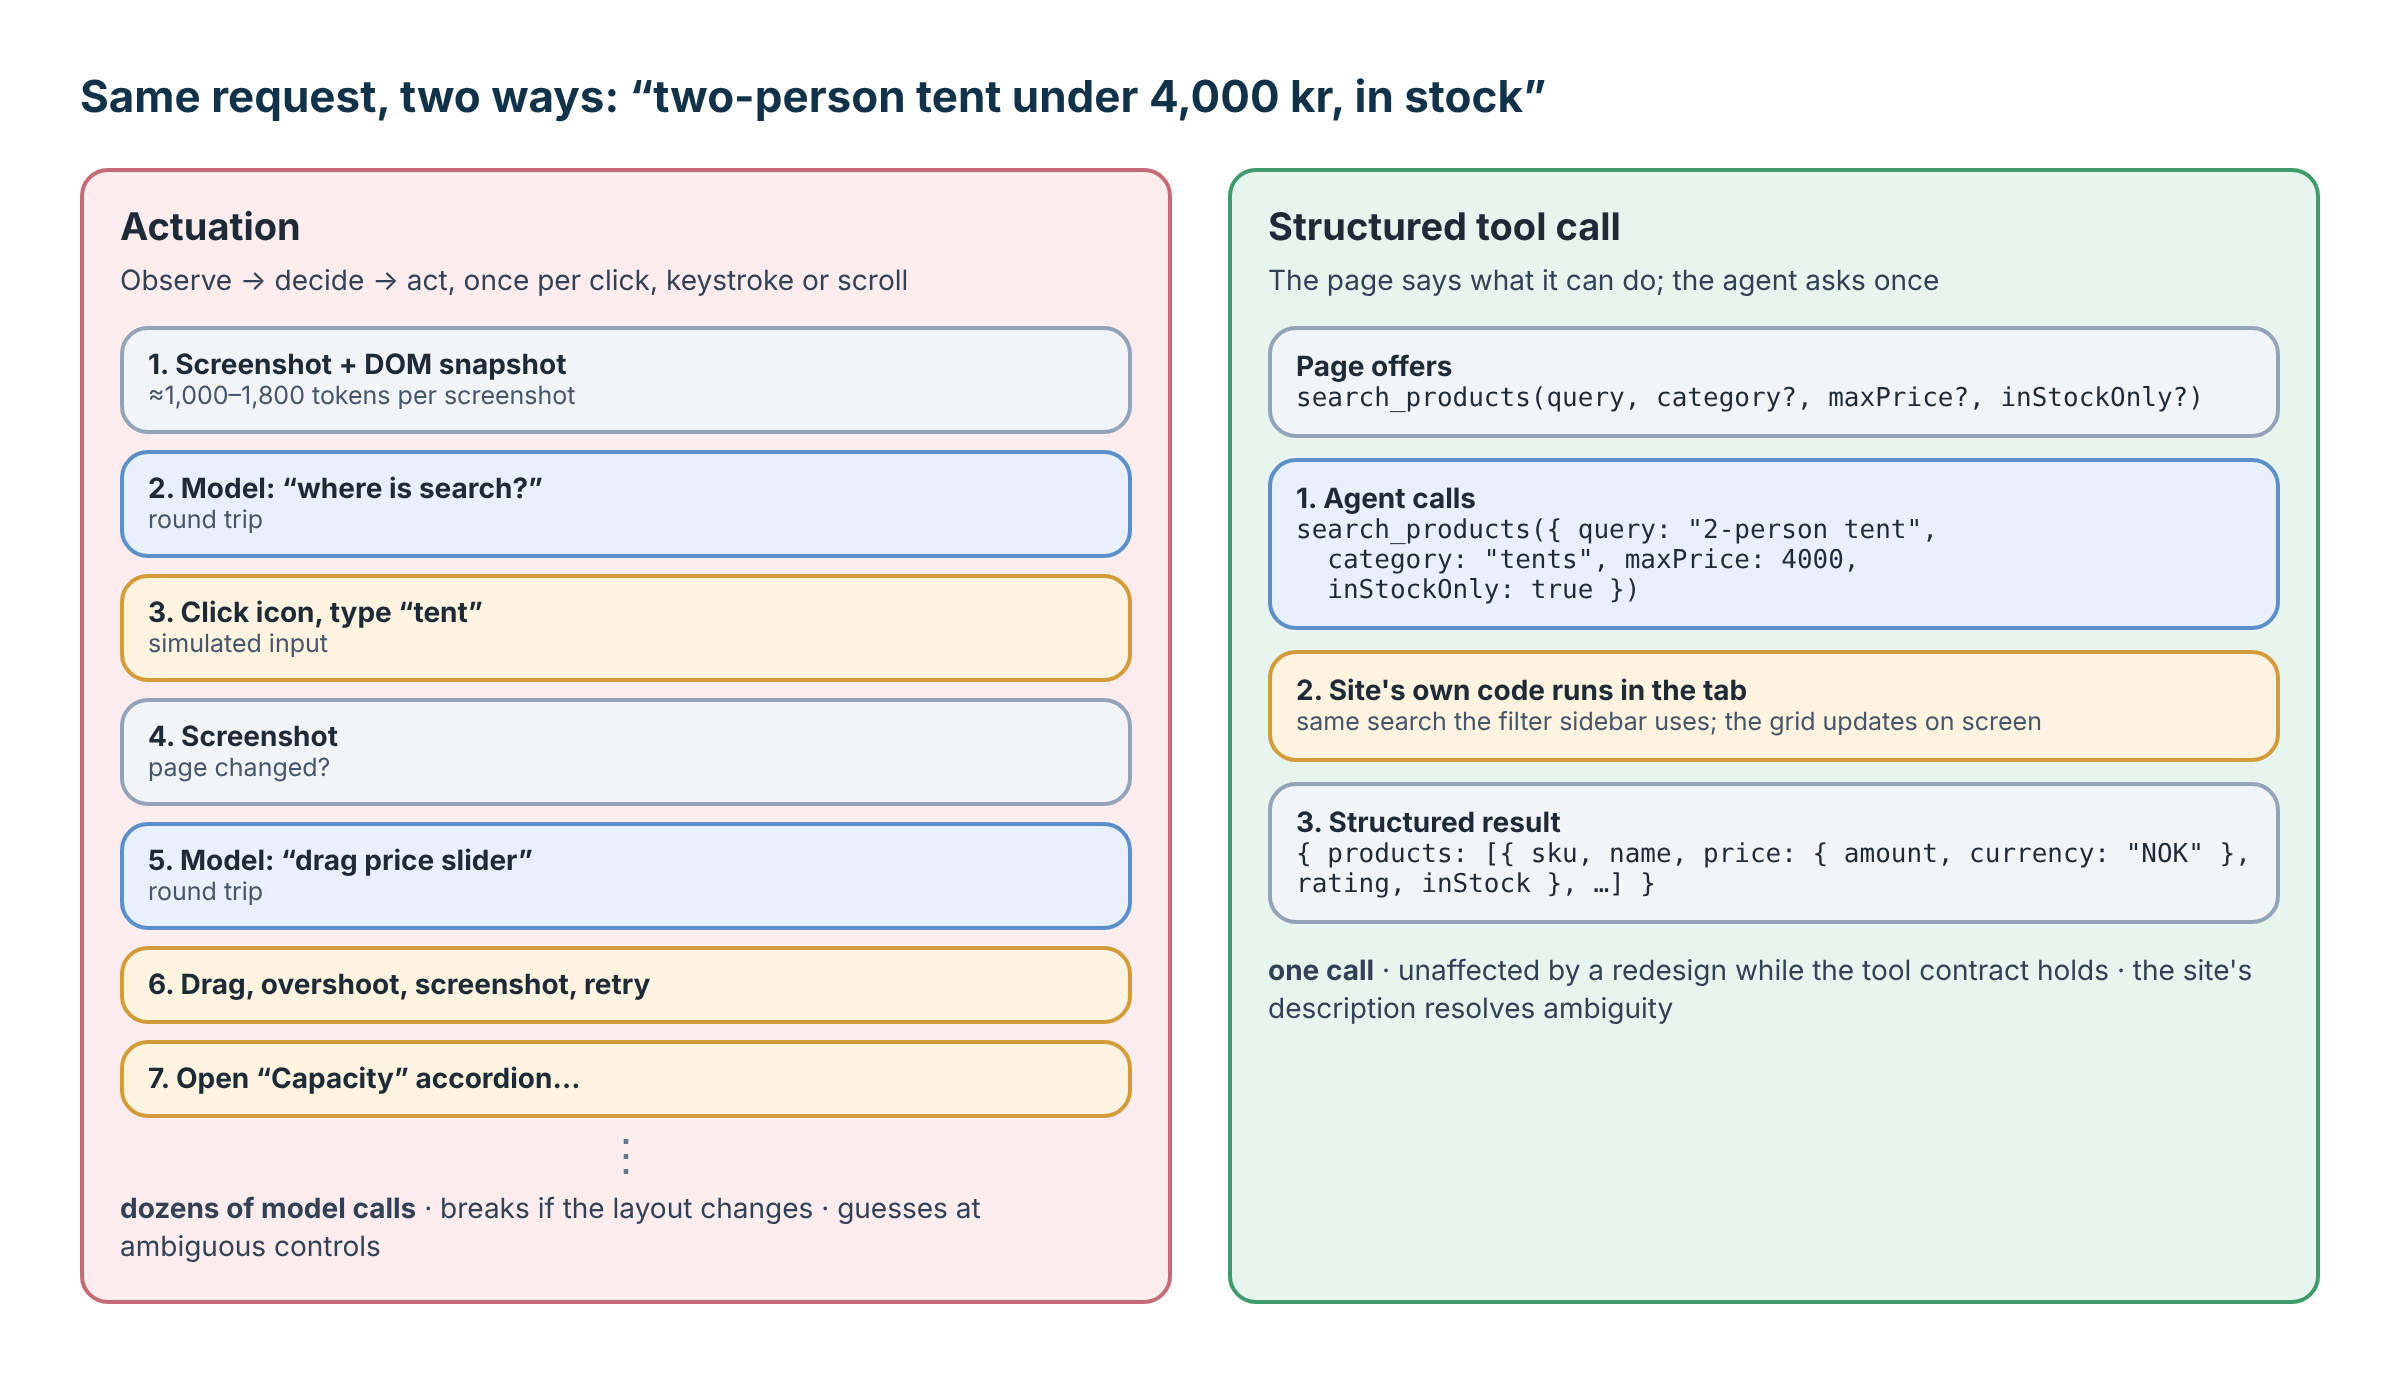 Same request, two ways: “two-person tent under 4,000 kr, in stock”
Actuation
Observe → decide → act, once per click, keystroke or scroll
1. Screenshot + DOM snapshot
≈1,000–1,800 tokens per screenshot
2. Model: “where is search?”
round trip
3. Click icon, type “tent”
simulated input
4. Screenshot
page changed?
5. Model: “drag price slider”
round trip
6. Drag, overshoot, screenshot, retry
7. Open “Capacity” accordion…
⋮
dozens of model calls · breaks if the layout changes · guesses at
ambiguous controls
Structured tool call
The page says what it can do; the agent asks once
Page offers
search_products(query, category?, maxPrice?, inStockOnly?)
1. Agent calls
search_products({ query: "2-person tent",
  category: "tents", maxPrice: 4000,
  inStockOnly: true })
2. Site's own code runs in the tab
same search the filter sidebar uses; the grid updates on screen
3. Structured result
{ products: [{ sku, name, price: { amount, currency: "NOK" },
rating, inStock }, …] }
one call · unaffected by a redesign while the tool contract holds · the site's
description resolves ambiguity